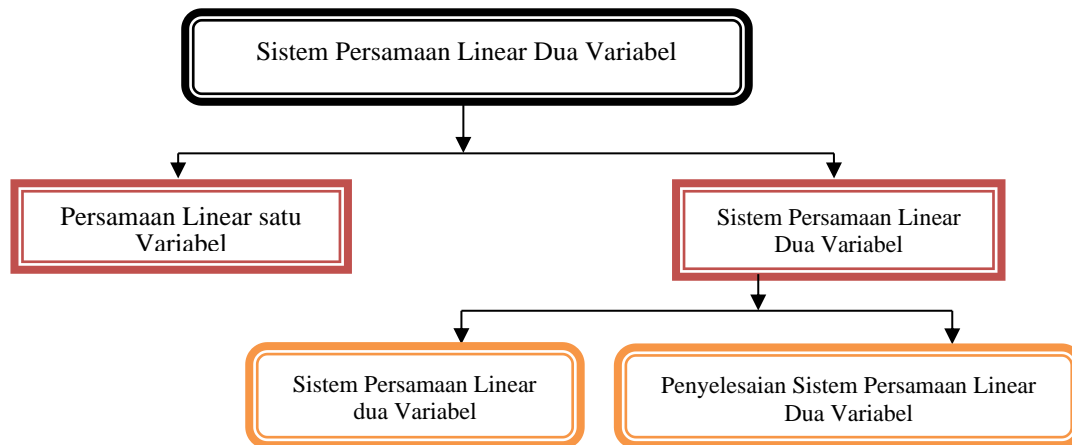 Sistem Persamaan Linear Dua Variabel
Persamaan Linear satu
Variabel
Sistem Persamaan Linear
Dua Variabel
Sistem Persamaan Linear
dua Variabel
Penyelesaian Sistem Persamaan Linear
Dua Variabel